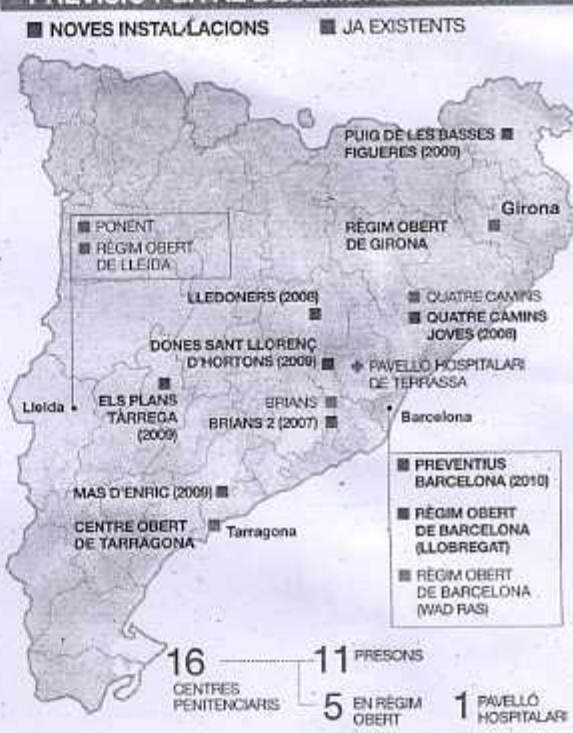 NOVES INSTAL·LACIONS
JA EXISTENTS
PUIG DE LES BASSES
FIGUERES (2009)
Girona
RÈGIM OBERT
DE GIRONA
PONENT
RÈGIM OBERT
DE LLEIDA
LLEDONERS (2008)
QUATRE CAMINS
QUATRE CAMINS
JOVES (2008)
DONES SANT LLORENÇ
D'HORTONS (2009)
PAVELLÓ HOSPITALARI
DE TERRASSA
Lleida
ELS PLANS
TÀRREGA
(2009)
BRIANS
BRIANS 2 (2007)
Barcelona
PREVENTIUS
BARCELONA (2010)
RÈGIM OBERT
DE BARCELONA
(LLOBREGAT)
RÈGIM OBERT
DE BARCELONA
(WAD RAS)
MAS D'ENRIC (2009)
CENTRE OBERT
DE TARRAGONA
Tarragona
16
CENTRES
PENITENCIARIS
11 PRESONS
5 EN RÈGIM
OBERT
1 PAVELLÓ
HOSPITALARI